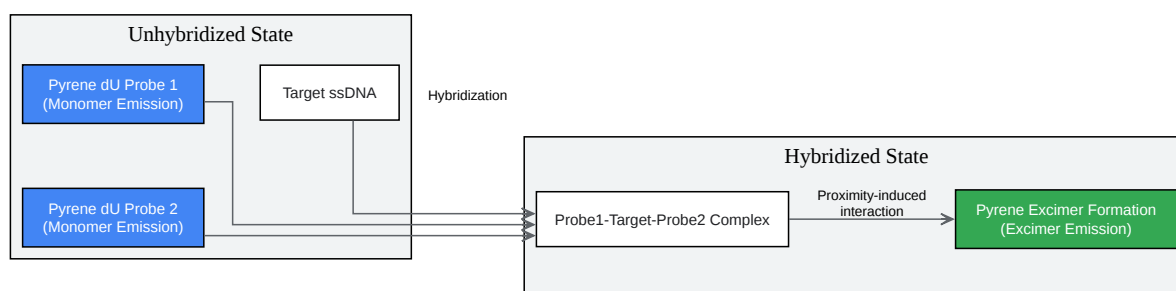 Unhybridized State
Pyrene dU Probe 1
(Monomer Emission)
Target ssDNA
Hybridization
Pyrene dU Probe 2
(Monomer Emission)
Hybridized State
Probe1-Target-Probe2 Complex
Proximity-induced
interaction
Pyrene Excimer Formation
(Excimer Emission)